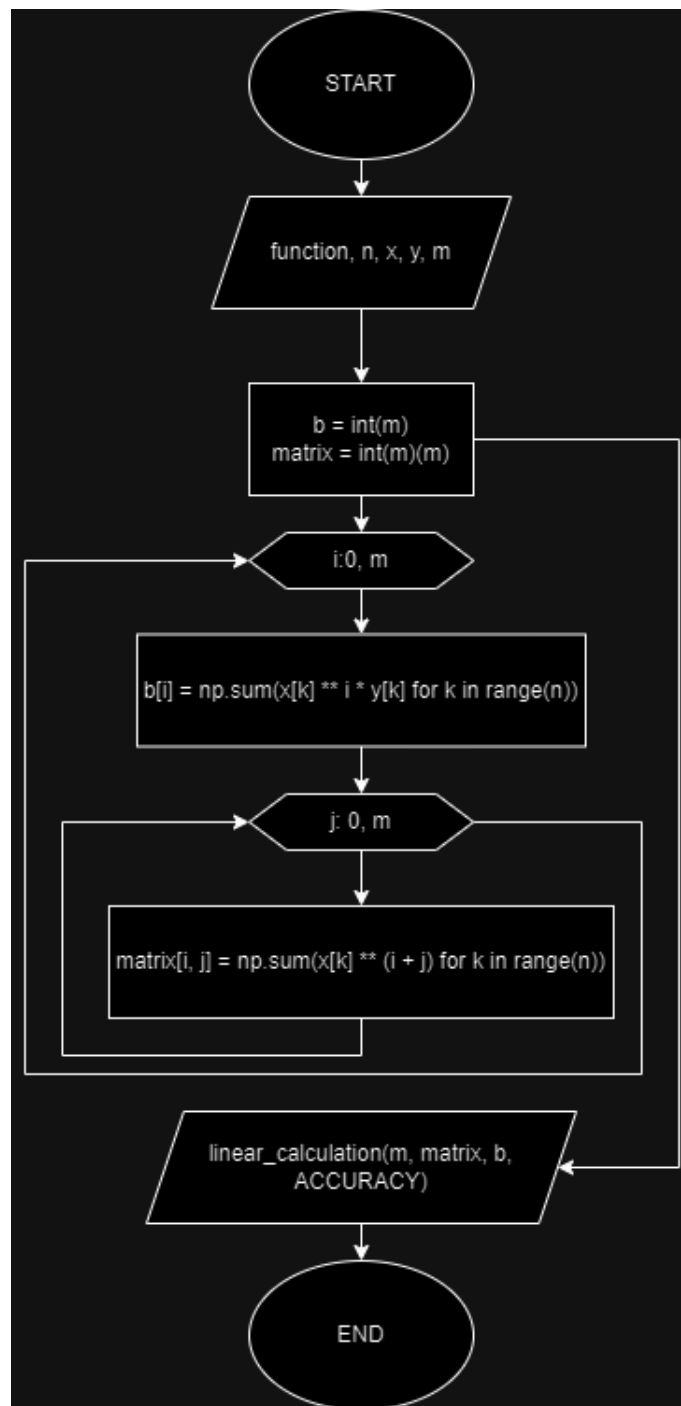 START
function, n, x, y, m
b = int(m)
matrix = int(m)(m)
i:0, m
b[i] = np.sum(x[k] ** i * y[k] for k in range(n))
j: 0, m
matrix[i, j] = np.sum(x[k] ** (i + j) for k in range(n))
linear_calculation(m, matrix, b,
ACCURACY)
END